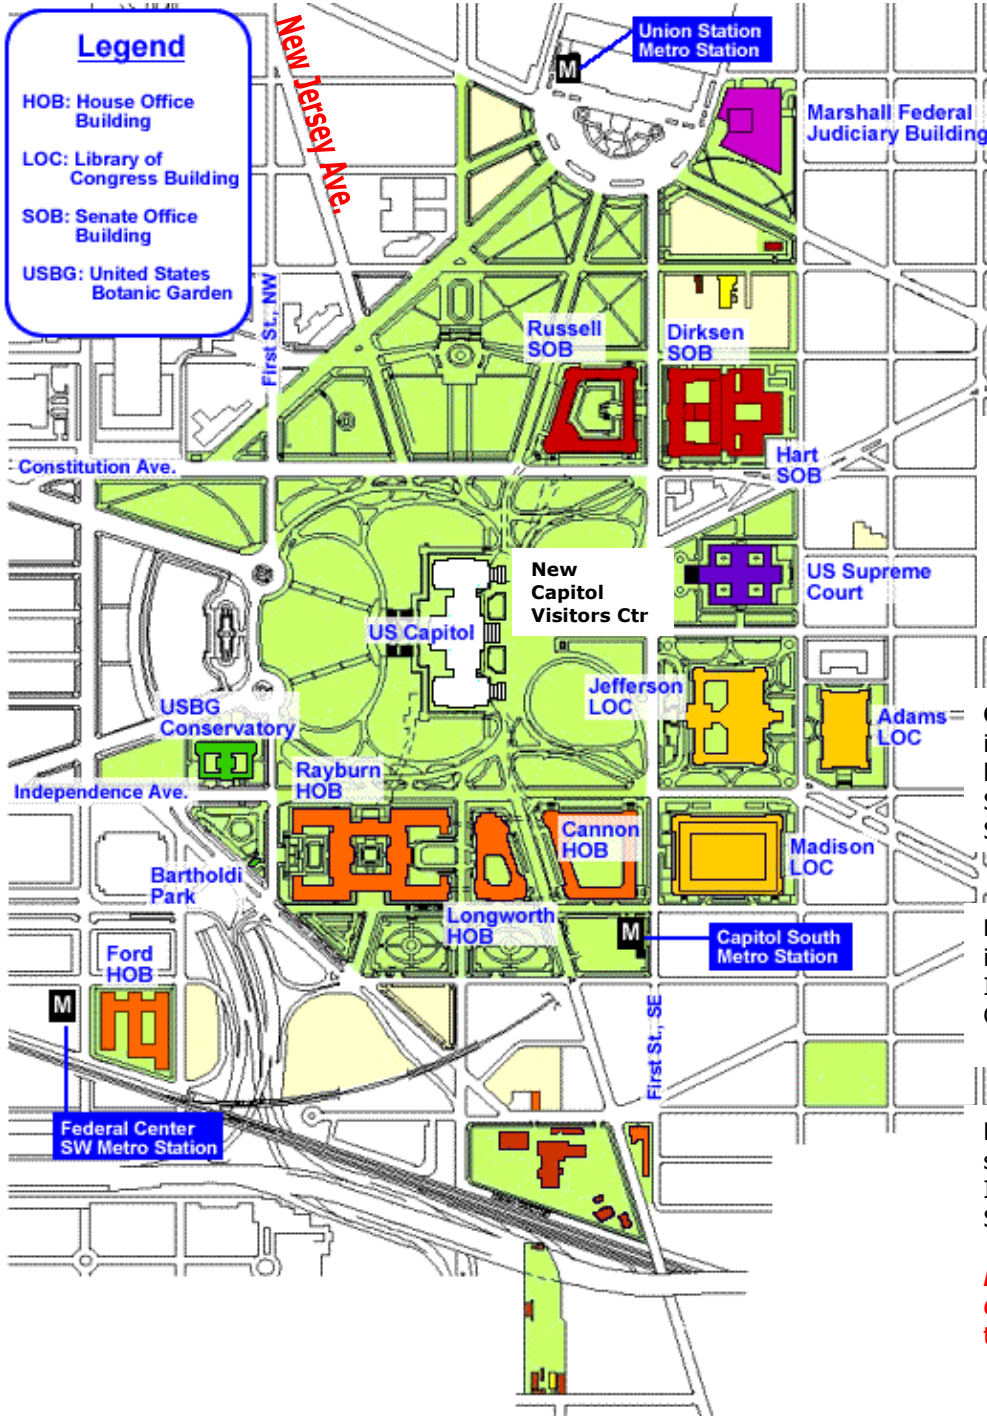 Legend
HOB: House Office
Building
LOC: Library of
Congress Building
SOB: Senate Office
Building
USBG: United States
Botanic Garden
New Jersey Ave.
Union Station
Metro Station
M
Marshall Federal
Judiciary Building
First St., NW
Russell
SOB
Dirksen
SOB
Hart
SOB
Constitution Ave.
New
Capitol
Visitors Ctr
US Supreme
Court
US Capitol
Jefferson
LOC
Adams
LOC
USBG
Conservatory
Independence Ave.
Rayburn
HOB
Cannon
HOB
Madison
LOC
Bartholdi
Park
Longworth
HOB
M
Capitol South
Metro Station
Ford
HOB
M
First St., SE
Federal Center
SW Metro Station